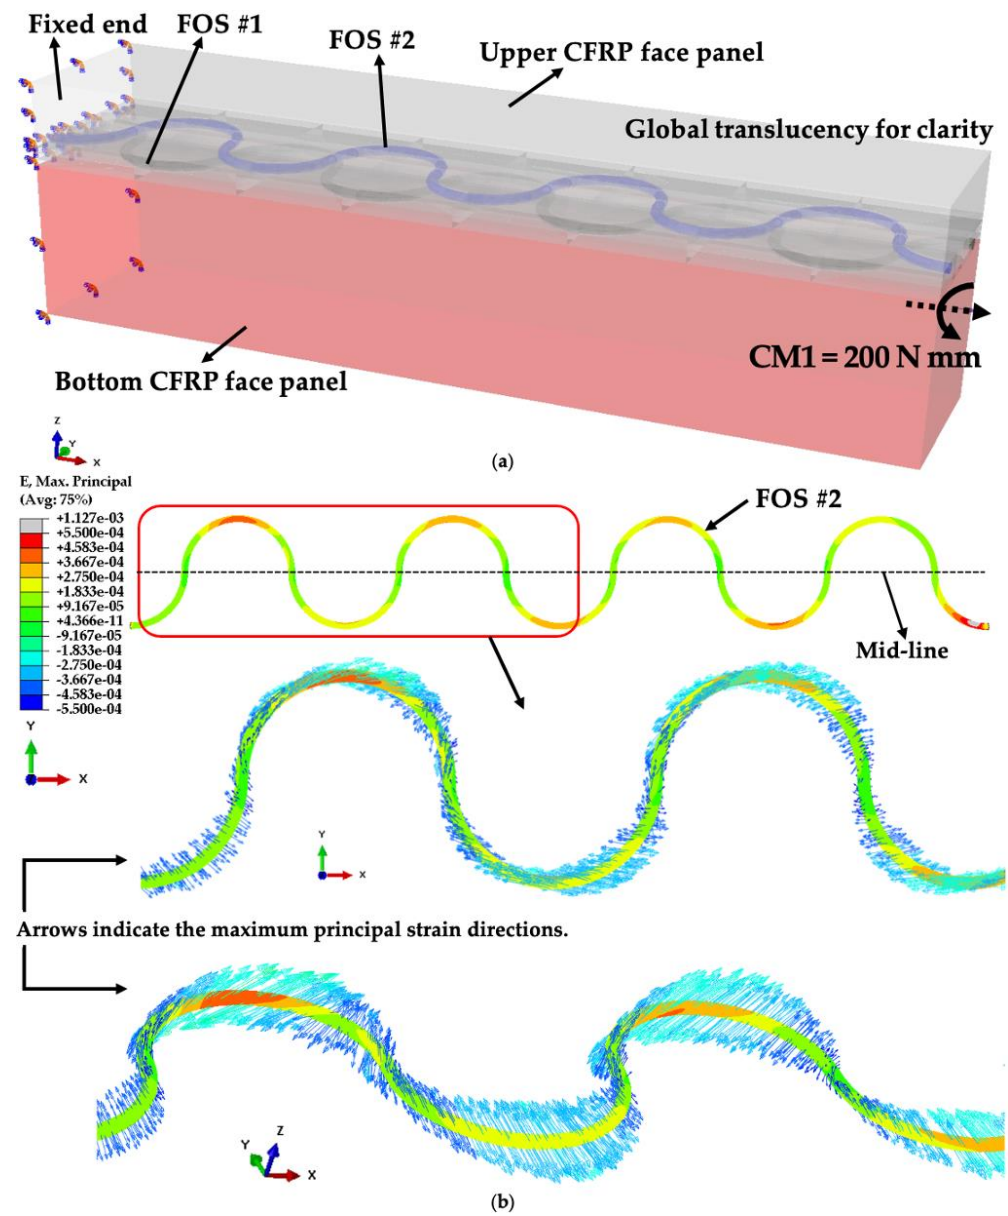 Fixed end
FOS #1
FOS #2
Upper CFRP face panel
Global translucency for clarity
CM1 = 200 N mm
Bottom CFRP face panel
Z
Y
X
(a)
E, Max. Principal
(Avg: 75%)
+1.127e-03
+5.500e-04
+4.583e-04
+3.667e-04
+2.750e-04
+1.833e-04
+9.167e-05
+4.366e-11
-9.167e-05
-1.833e-04
-2.750e-04
-3.667e-04
-4.583e-04
-5.500e-04
FOS #2
Mid-line
Y
X
Y
X
Arrows indicate the maximum principal strain directions.
Y
Z
X
(b)